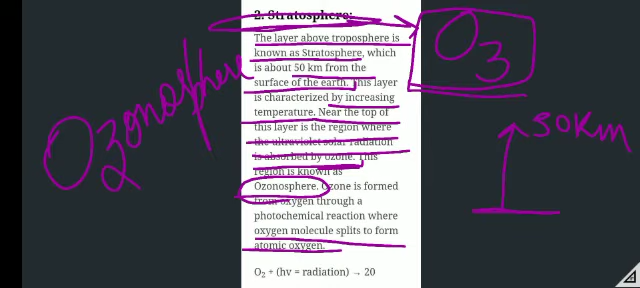 2. Stratosphere:
The layer above troposphere is
known as Stratosphere, which
is about 50 km from the
surface of the earth. This layer
is characterized by increasing
temperature. Near the top of
this layer is the region where
the ultraviolet solar radiation
is absorbed by ozone. This
region is known as
Ozonosphere. Ozone is formed
from oxygen through a
photochemical reaction where
oxygen molecule splits to form
atomic oxygen.
O₂ + (hv = radiation) → 20
Ozonosphere
O3
50Km